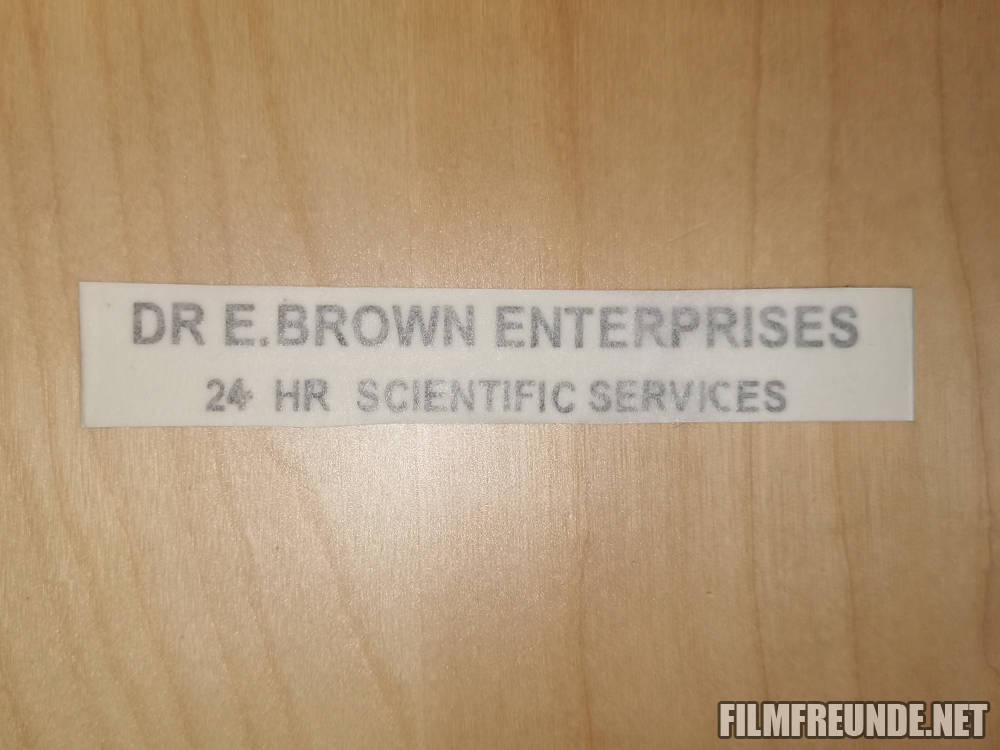 DR E.BROWN ENTERPRISES
24 HR SCIENTIFIC SERVICES
FILMFREUNDE.NET